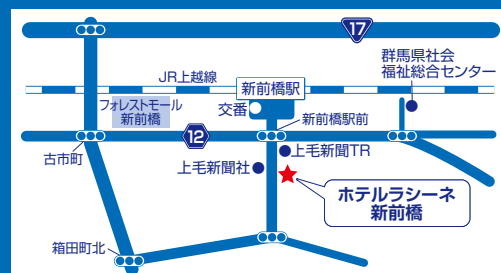 17
群馬県社会
福祉総合センター
JR上越線
新前橋駅
フォレストモール
新前橋
交番
新前橋駅前
12
古市町
上毛新聞TR
上毛新聞社
ホテルラシーネ
新前橋
箱田町北